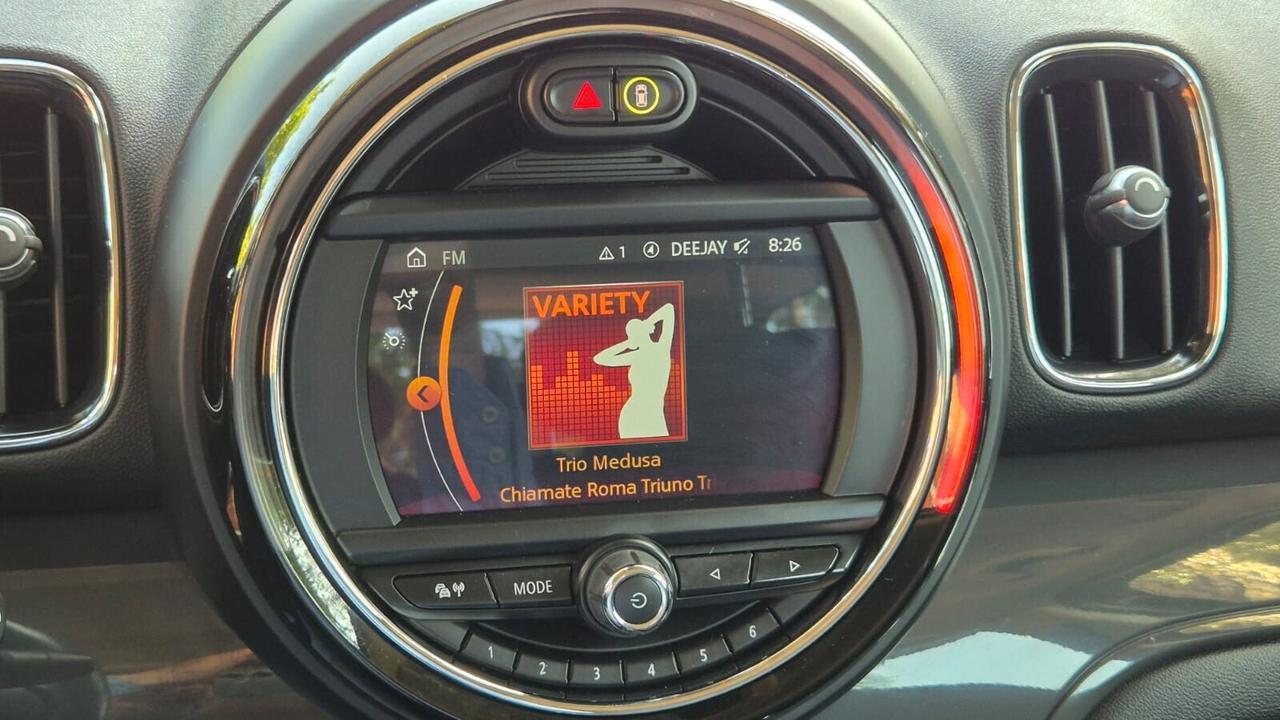 FM 1 DEEJAY 8:26
VARIETY
Trio Medusa
Chiamate Roma Triuno T
MODE
1 2 3 4 5 6